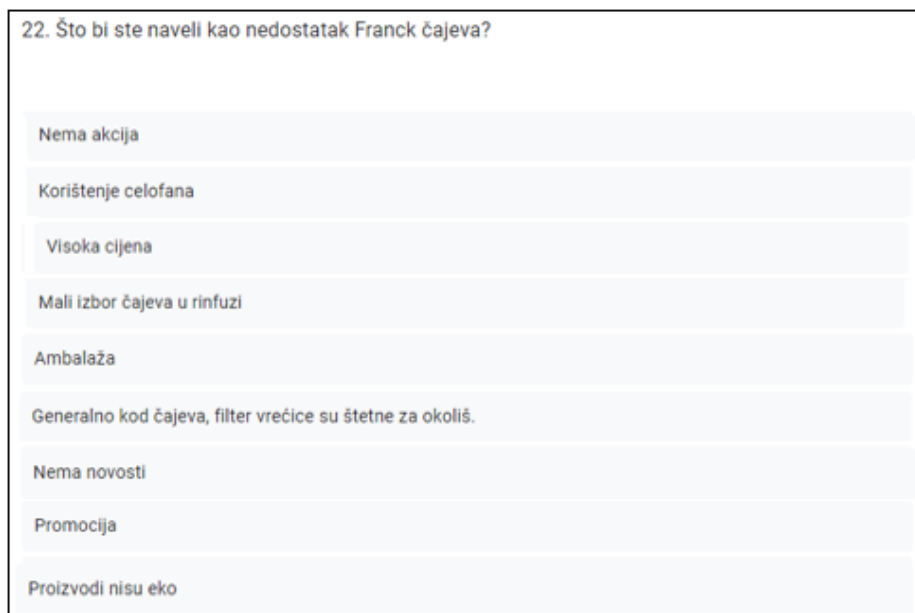 22. Što bi ste naveli kao nedostatak Franck čajeva?
Nema akcija
Korištenje celofana
Visoka cijena
Mali izbor čajeva u rinfuzi
Ambalaža
Generalno kod čajeva, filter vrećice su štetne za okoliš.
Nema novosti
Promocija
Proizvodi nisu eko